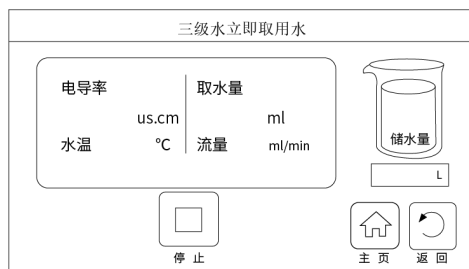 三级水立即取用水
电导率 取水量
us.cm ml
水温 ℃ 流量 ml/min
储水量
L
停 止
主 页 返 回